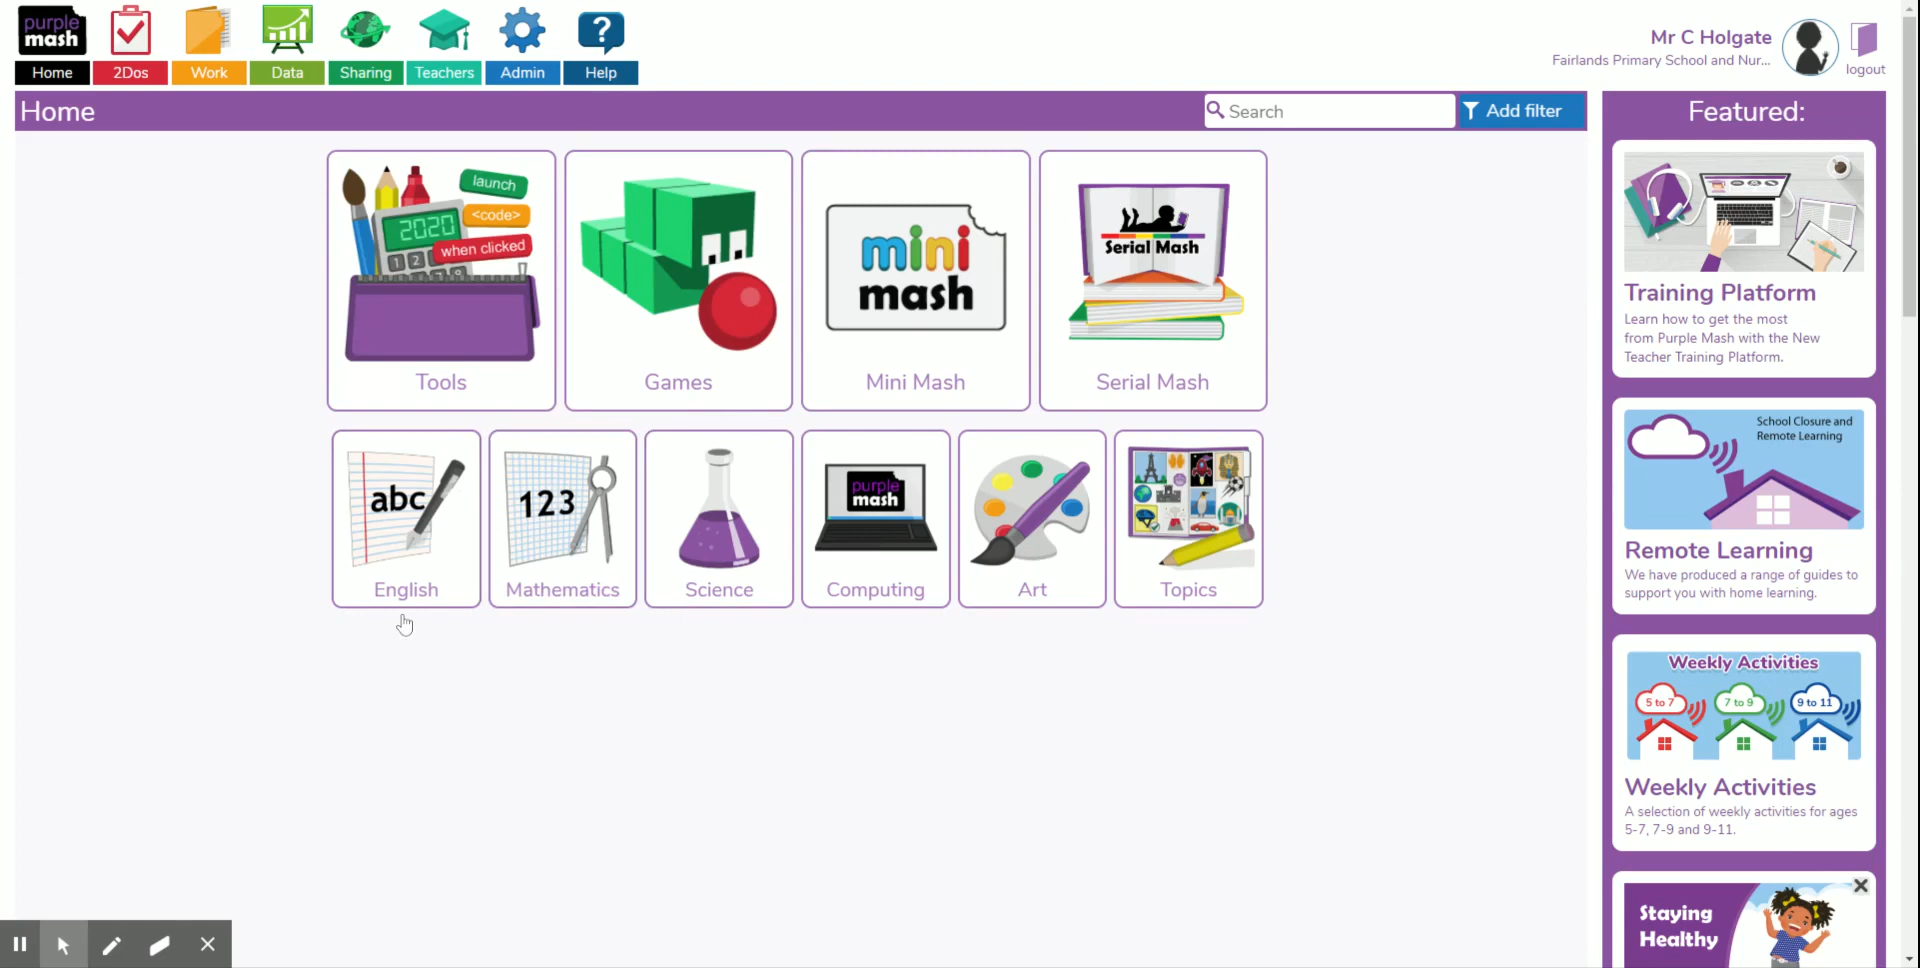 purple
mash
Home
2Dos
Work
Data
Sharing
Teachers
Admin
?
Help
Mr C Holgate
Fairlands Primary School and Nur...
logout
Home
Search
Add filter
launch
<code>
when clicked
2020
1 2
Tools
mini
mash
Games
Mini Mash
Serial Mash
Serial Mash
abc
English
123
Mathematics
Science
purple
mash
Computing
Art
Topics
Featured:
Training Platform
Learn how to get the most
from Purple Mash with the New
Teacher Training Platform.
School Closure and
Remote Learning
Remote Learning
We have produced a range of guides to
support you with home learning.
Weekly Activities
5 to 7
7 to 9
9 to 11
Weekly Activities
A selection of weekly activities for ages
5-7, 7-9 and 9-11.
Staying
Healthy